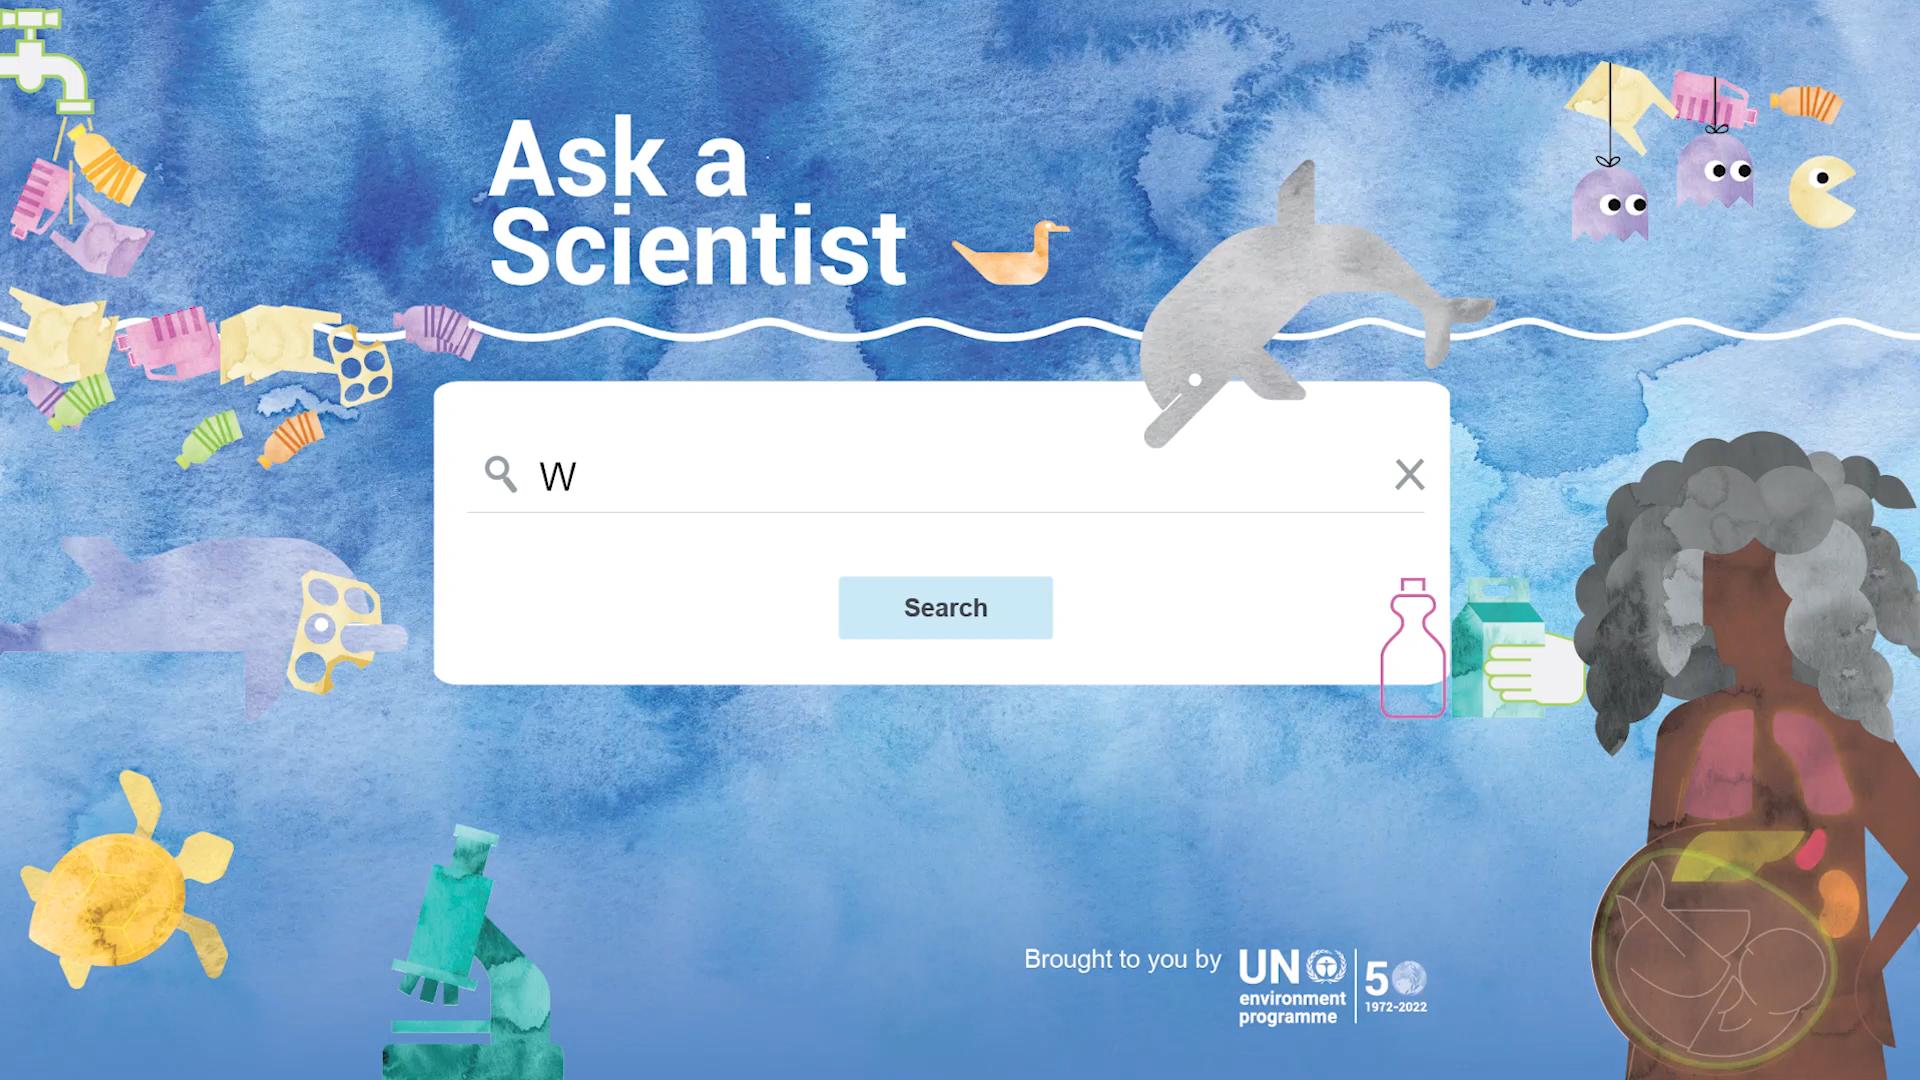 Ask a
Scientist
W
Search
Brought to you by
UN
environment
programme
50
1972-2022